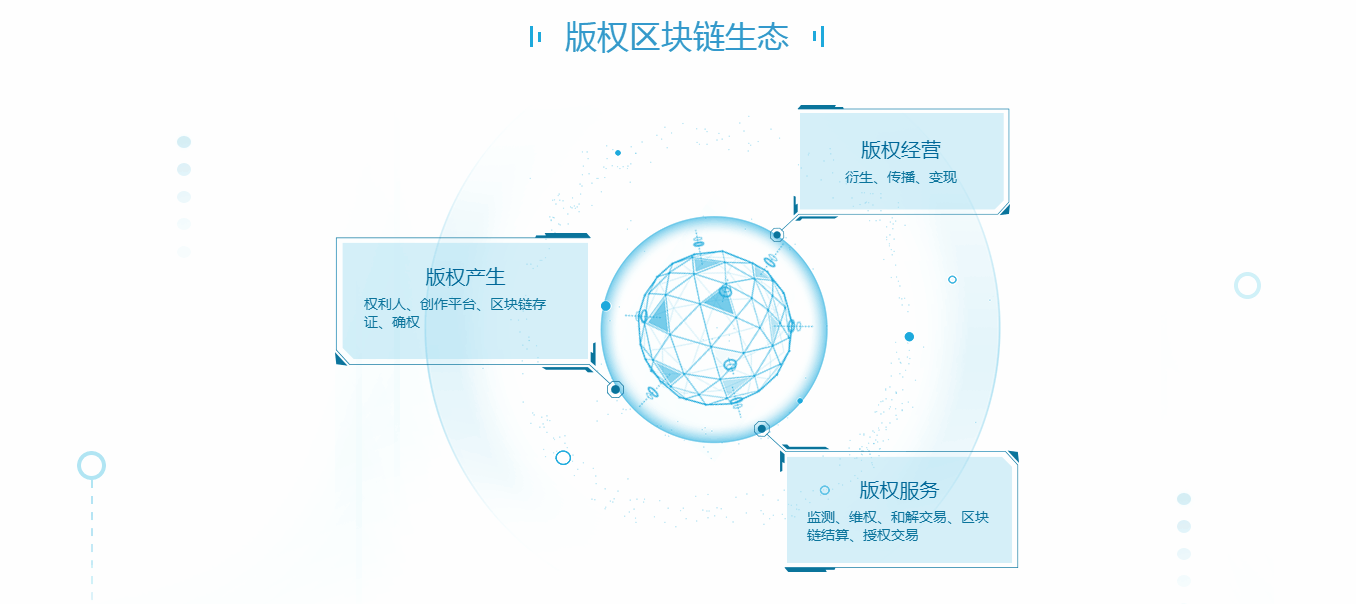 版权区块链生态
版权经营
衍生、传播、变现
版权产生
权利人、创作平台、区块链存
证、确权
版权服务
监测、维权、和解交易、区块
链结算、授权交易